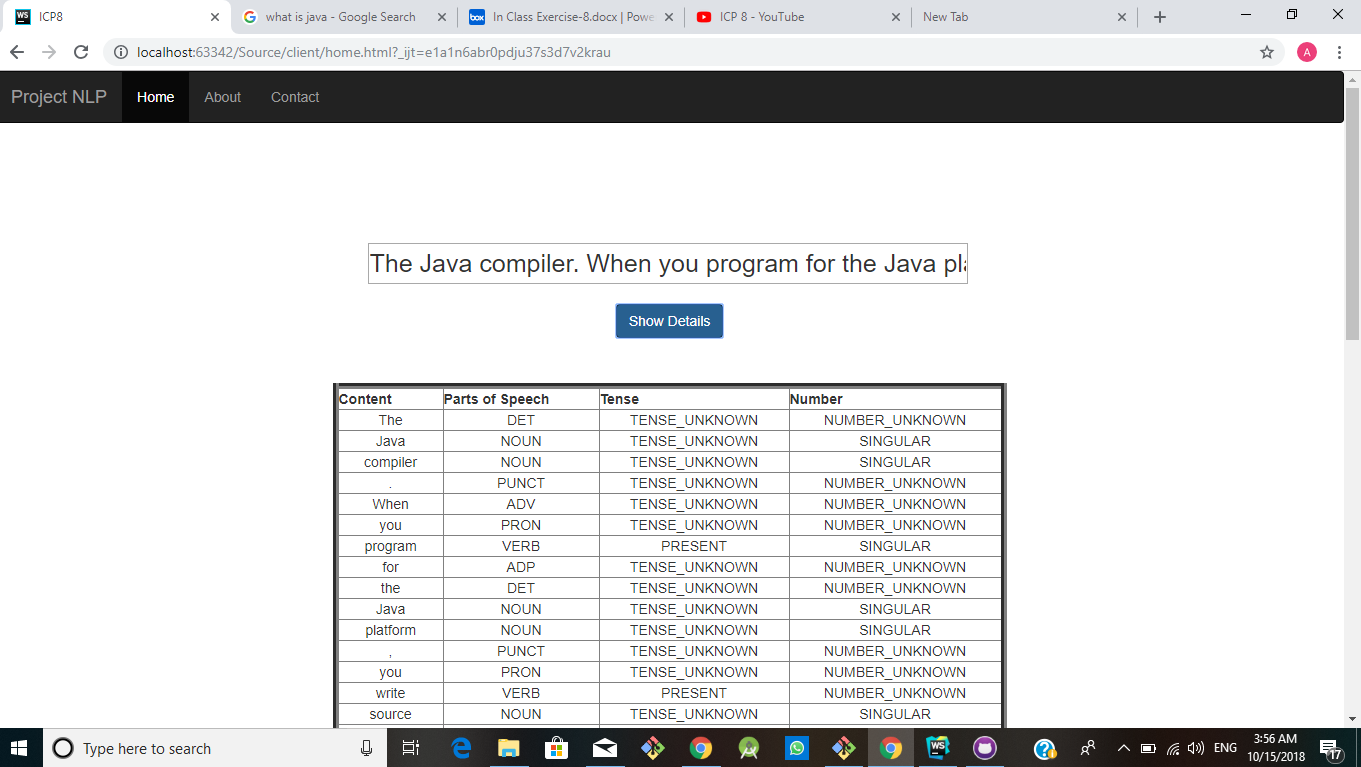 ICP8
what is java - Google Search
In Class Exercise-8.docx | Powe
ICP 8 - YouTube
New Tab
localhost:63342/Source/client/home.html?_ijt=e1a1n6abr0pdju37s3d7v2krau
A
Project NLP Home About Contact
The Java compiler. When you program for the Java pla
Show Details
Content Parts of Speech Tense Number
The DET TENSE_UNKNOWN NUMBER_UNKNOWN
Java NOUN TENSE_UNKNOWN SINGULAR
compiler NOUN TENSE_UNKNOWN SINGULAR
. PUNCT TENSE_UNKNOWN NUMBER_UNKNOWN
When ADV TENSE_UNKNOWN NUMBER_UNKNOWN
you PRON TENSE_UNKNOWN NUMBER_UNKNOWN
program VERB PRESENT SINGULAR
for ADP TENSE_UNKNOWN NUMBER_UNKNOWN
the DET TENSE_UNKNOWN NUMBER_UNKNOWN
Java NOUN TENSE_UNKNOWN SINGULAR
platform NOUN TENSE_UNKNOWN SINGULAR
, PUNCT TENSE_UNKNOWN NUMBER_UNKNOWN
you PRON TENSE_UNKNOWN NUMBER_UNKNOWN
write VERB PRESENT NUMBER_UNKNOWN
source NOUN TENSE_UNKNOWN SINGULAR
Type here to search
ENG
3:56 AM
10/15/2018
17